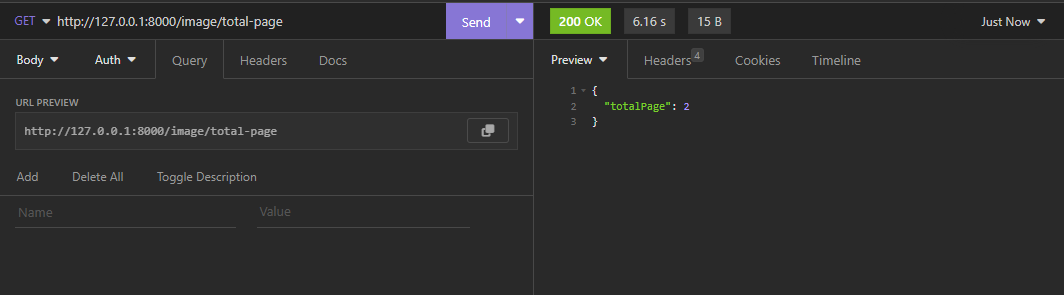 GET http://127.0.0.1:8000/image/total-page Send 200 OK 6.16 s 15 B Just Now
Body Auth Query Headers Docs
Preview Headers 4 Cookies Timeline
URL PREVIEW
http://127.0.0.1:8000/image/total-page
Add Delete All Toggle Description
Name Value
1 {
2 "totalPage": 2
3 }